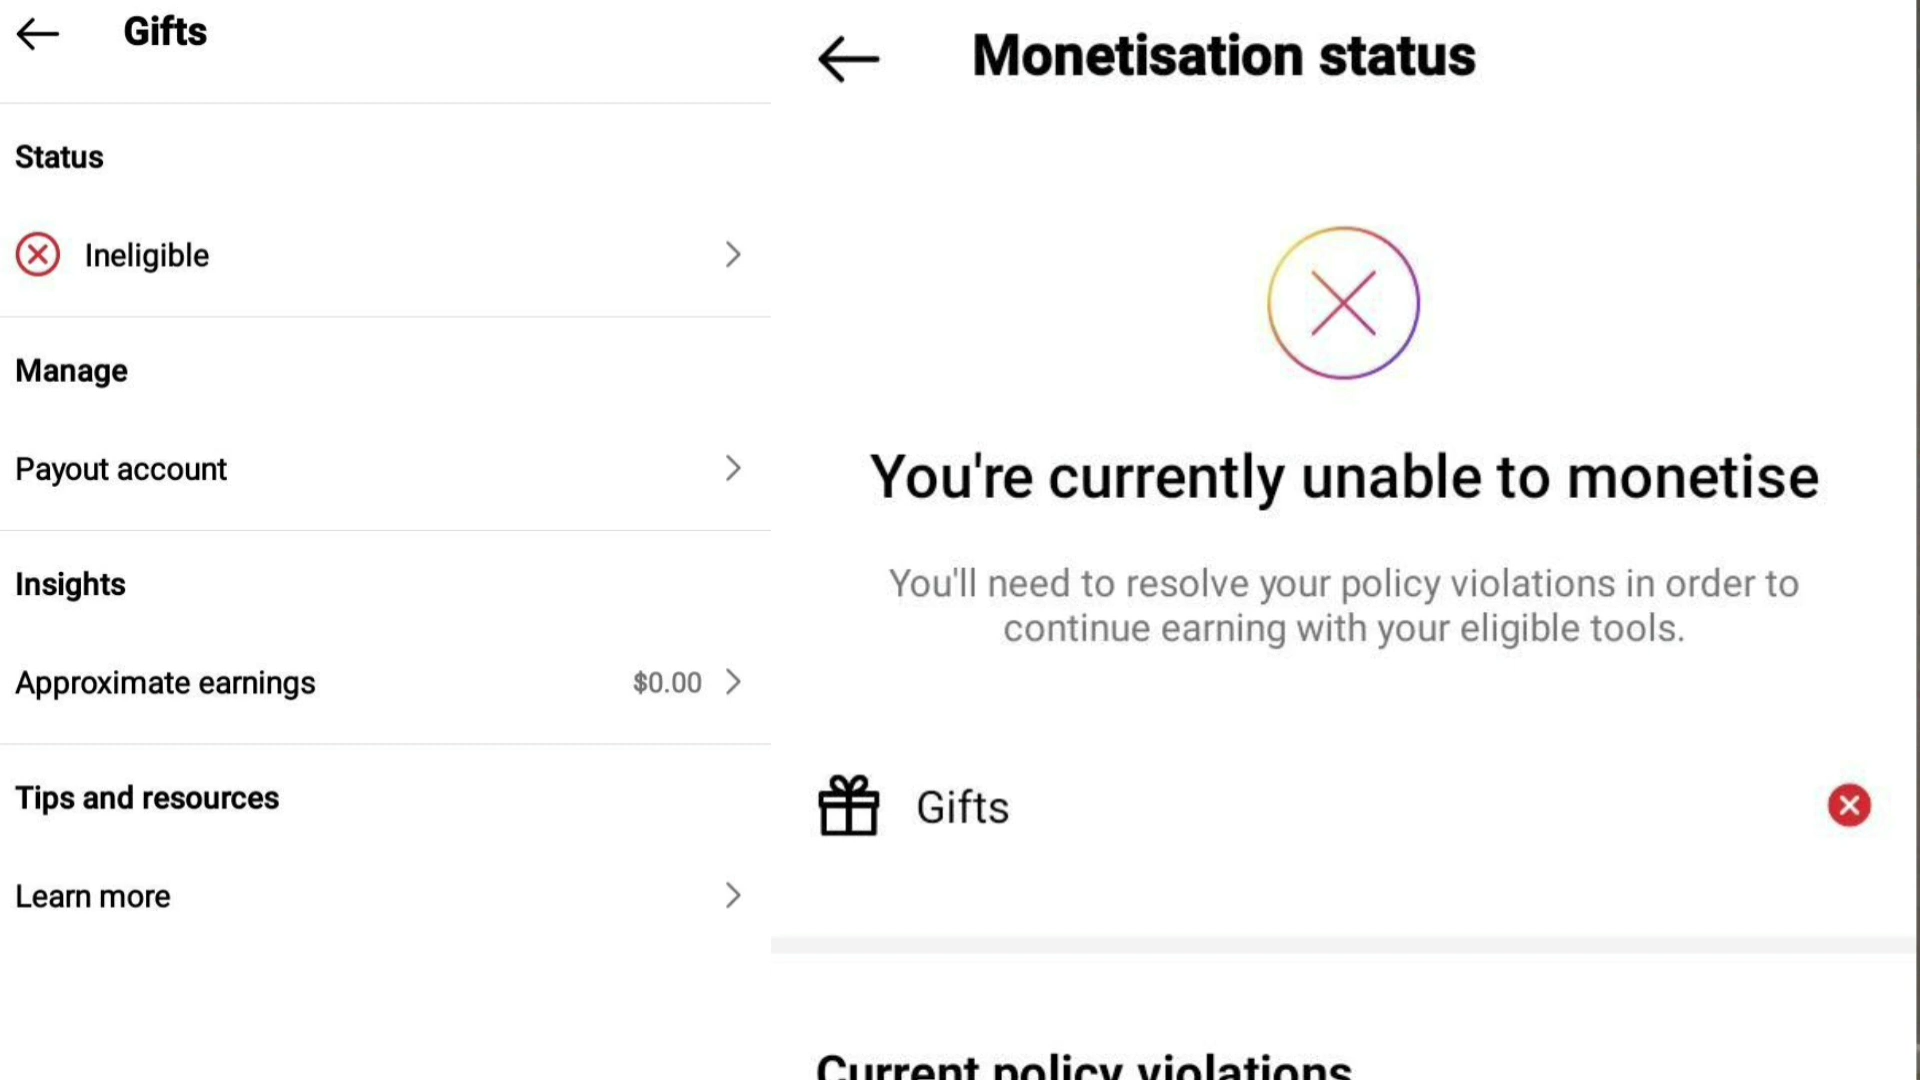 Gifts
Status
Ineligible
Manage
Payout account
Insights
Approximate earnings $0.00
Tips and resources
Learn more
Monetisation status
You're currently unable to monetise
You'll need to resolve your policy violations in order to
continue earning with your eligible tools.
Gifts
Current policy violations